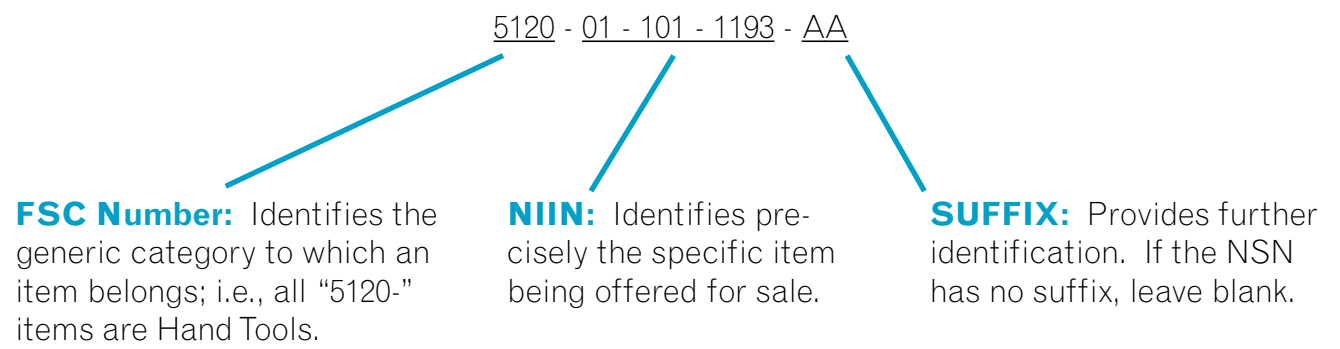 5120 - 01 - 101 - 1193 - AA
FSC Number: Identifies the
generic category to which an
item belongs; i.e., all “5120-”
items are Hand Tools.
NIIN: Identifies pre-
cisely the specific item
being offered for sale.
SUFFIX: Provides further
identification. If the NSN
has no suffix, leave blank.